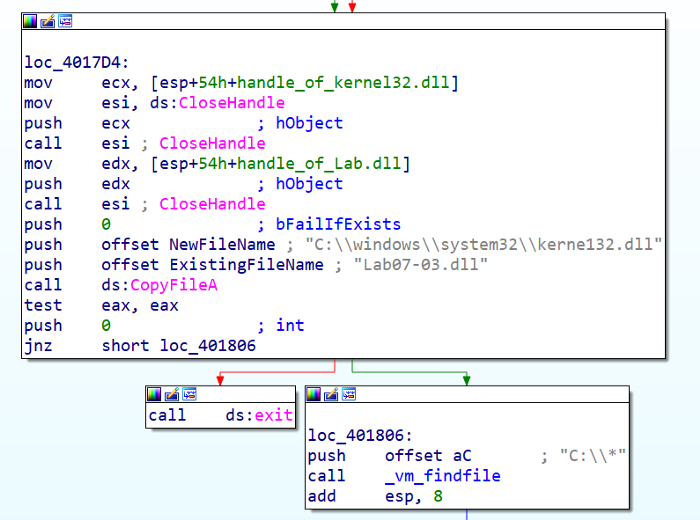 loc_4017D4:
mov     ecx, [esp+54h+handle_of_kernel32.dll]
mov     esi, ds:CloseHandle
push    ecx             ; hObject
call    esi ; CloseHandle
mov     edx, [esp+54h+handle_of_Lab.dll]
push    edx             ; hObject
call    esi ; CloseHandle
push    0               ; bFailIfExists
push    offset NewFileName ; "C:\\windows\\system32\\kerne132.dll"
push    offset ExistingFileName ; "Lab07-03.dll"
call    ds:CopyFileA
test    eax, eax
push    0               ; int
jnz     short loc_401806
call    ds:exit
loc_401806:
push    offset aC       ; "C:\\*"
call    _vm_findfile
add     esp, 8